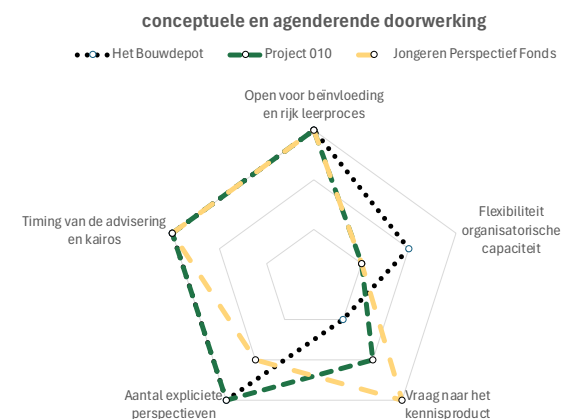 conceptuele en agenderende doorwerking
Het Bouwdepot
Project 010
Jongeren Perspectief Fonds
Open voor beïnvloeding
en rijk leerproces
Flexibiliteit
organisatorische
capaciteit
Timing van de advisering
en kairos
Aantal expliciete
perspectieven
Vraag naar het
kennisproduct